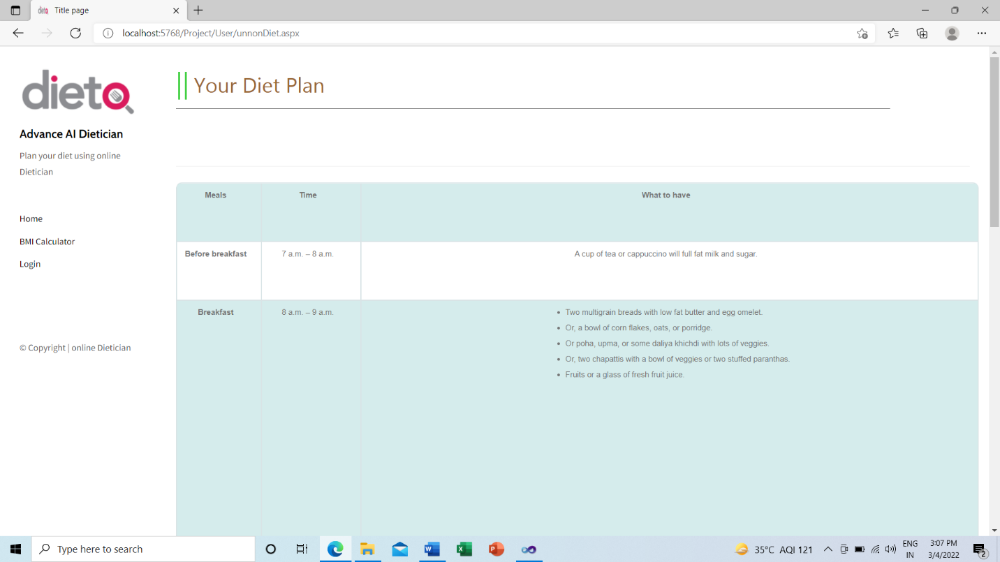 Title page
localhost:5768/Project/User/unnonDiet.aspx
dieto
Advance AI Dietician
Plan your diet using online
Dietician
Home
BMI Calculator
Login
© Copyright | online Dietician
Your Diet Plan
Meals Time What to have
Before breakfast 7 a.m. – 8 a.m. A cup of tea or cappuccino will full fat milk and sugar.
Breakfast 8 a.m. – 9 a.m. • Two multigrain breads with low fat butter and egg omelet.
• Or, a bowl of corn flakes, oats, or porridge.
• Or poha, upma, or some daliya khichdi with lots of veggies.
• Or, two chapattis with a bowl of veggies or two stuffed paranthas.
• Fruits or a glass of fresh fruit juice.
Type here to search
35°C AQI 121
ENG
IN
3:07 PM
3/4/2022
2